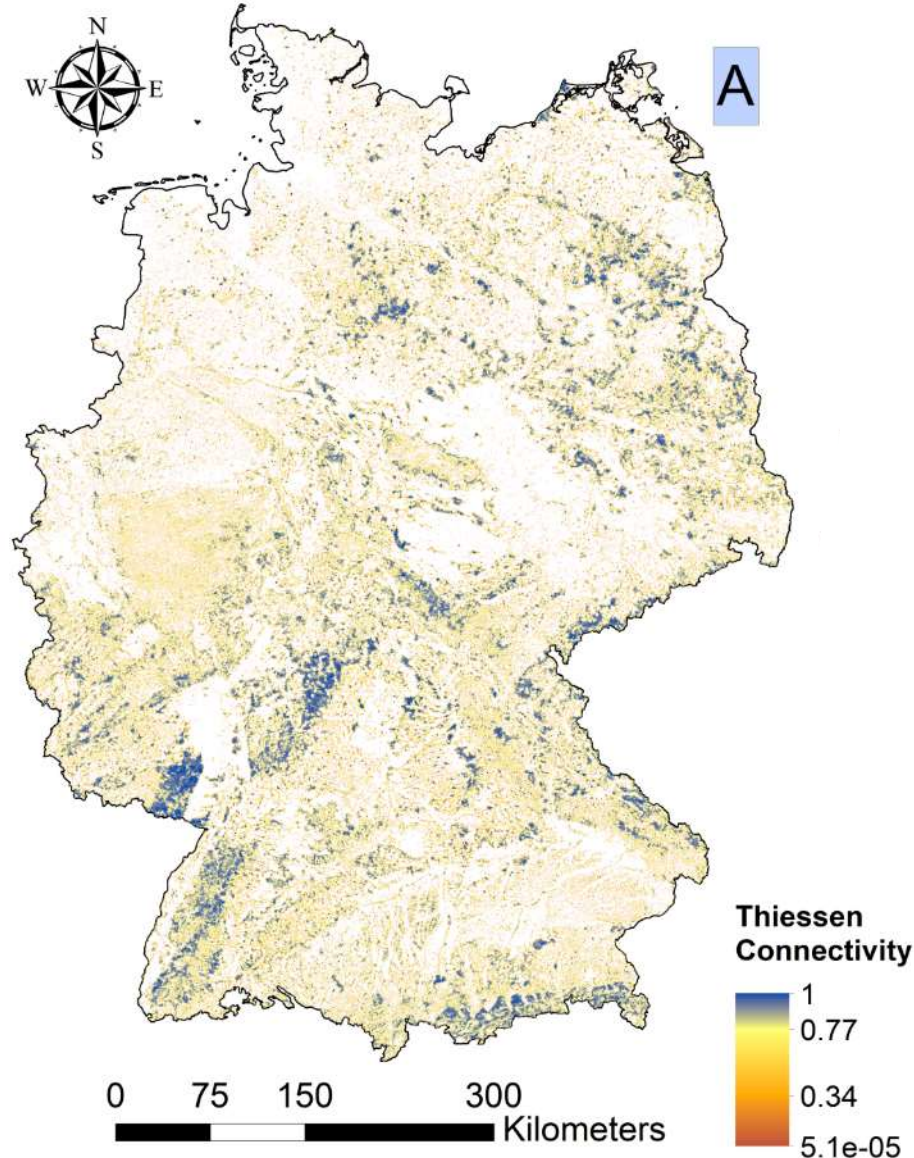 N
W E
S
A
Thiessen
Connectivity
1
0.77
0.34
5.1e-05
0 75 150 300
Kilometers